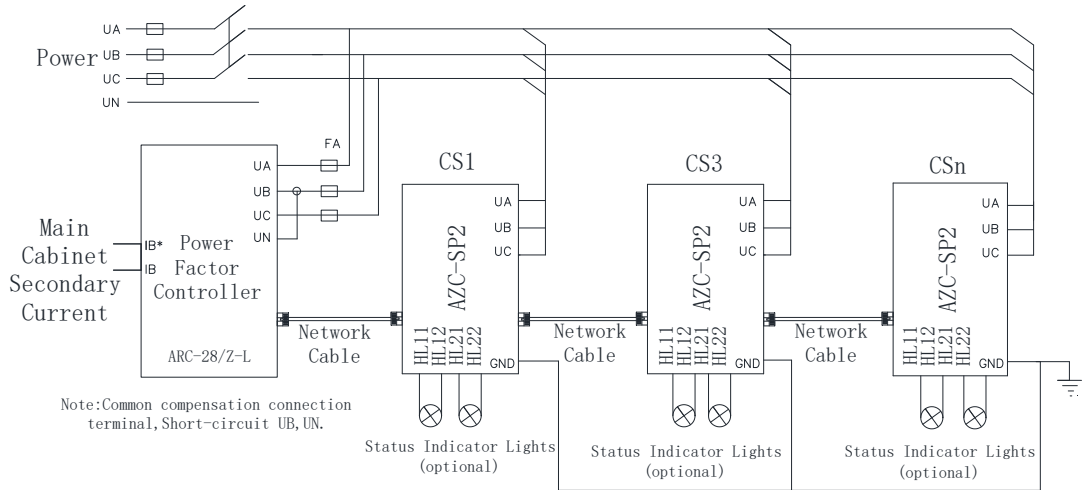 UA
Power UB
UC
UN
FA
UA
UB
UC
UN
Main
Cabinet
Secondary
Current
IB*
IB
Power
Factor
Controller
ARC-28/Z-L
Note:Common compensation connection
terminal,Short-circuit UB,UN.
Network
Cable
CS1
UA
UB
UC
AZC-SP2
HL11
HL12
HL21
HL22
GND
Status Indicator Lights
(optional)
Network
Cable
CS3
UA
UB
UC
AZC-SP2
HL11
HL12
HL21
HL22
GND
Status Indicator Lights
(optional)
Network
Cable
CSn
UA
UB
UC
AZC-SP2
HL11
HL12
HL21
HL22
GND
Status Indicator Lights
(optional)